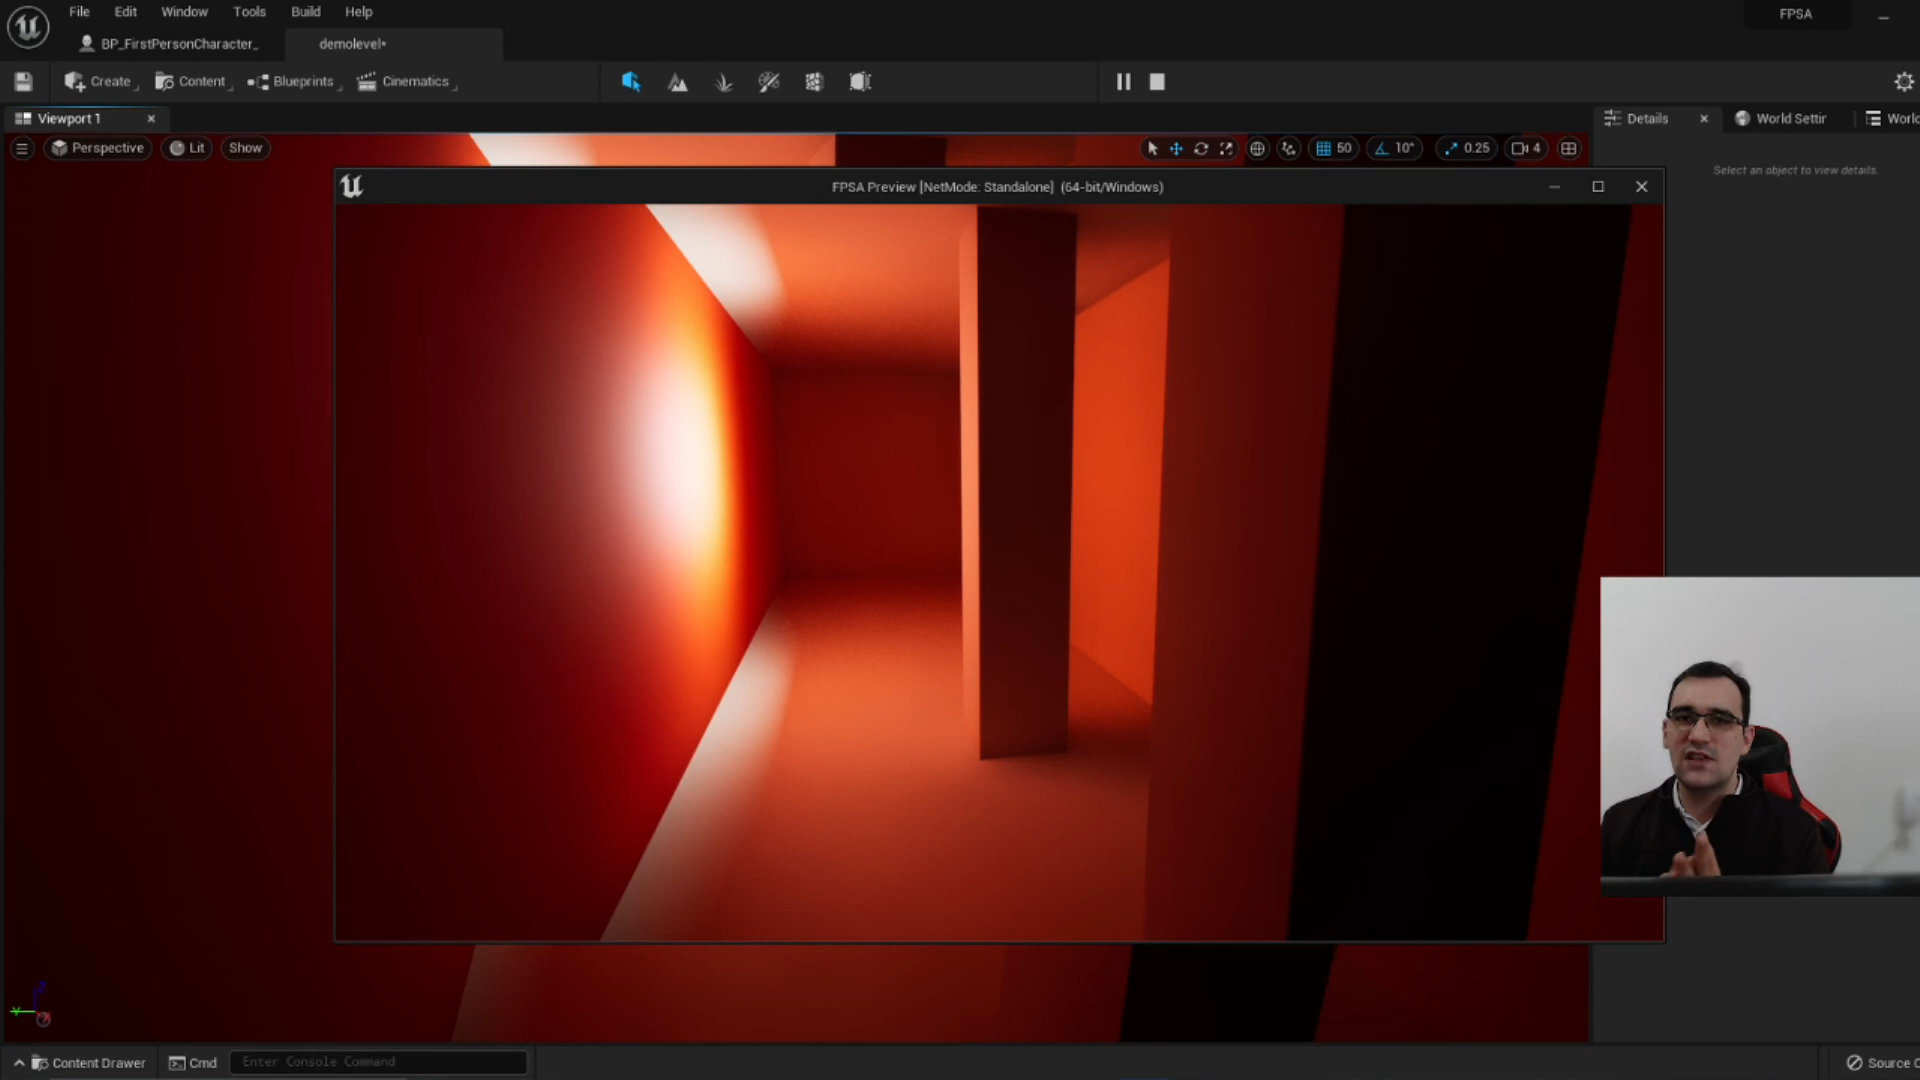 File Edit Window Tools Build Help
FPSA
BP_FirstPersonCharacter_
demolevel*
Create Content Blueprints Cinematics
Viewport 1
Details
World Settir
World
Perspective Lit Show
50 10° 0.25 4
Select an object to view details.
FPSA Preview [NetMode: Standalone] (64-bit/Windows)
Content Drawer Cmd Enter Console Command
Source C